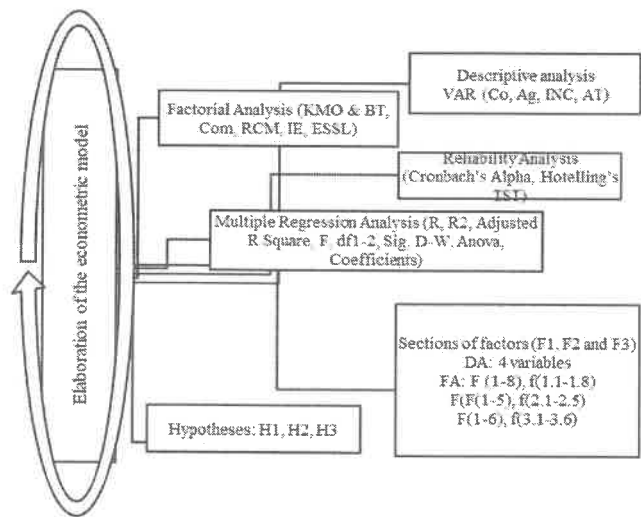 Elaboration of the econometric model
Factorial Analysis (KMO & BT,
Com, RCM, IE, ESSL)
Descriptive analysis
VAR (Co, Ag, INC, AT)
Reliability Analysis
(Cronbach's Alpha, Hotelling's
TST)
Multiple Regression Analysis (R, R2, Adjusted
R Square, F, df1-2, Sig. D-W, Anova,
Coefficients)
Sections of factors (F1, F2 and F3)
DA: 4 variables
FA: F (1-8), f(1.1-1.8)
F(F(1-5), f(2.1-2.5)
F(1-6), f(3.1-3.6)
Hypotheses: H1, H2, H3